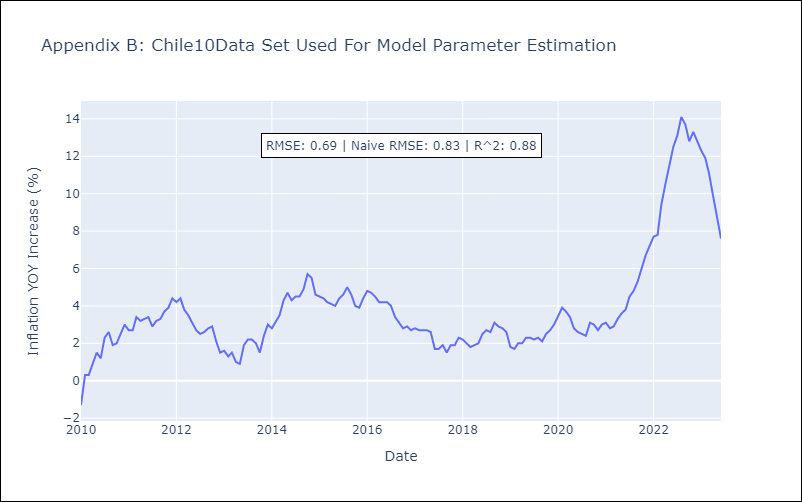 Appendix B: Chile10Data Set Used For Model Parameter Estimation
RMSE: 0.69 | Naive RMSE: 0.83 | R^2: 0.88
Inflation YOY Increase (%)
14
12
10
8
6
4
2
0
−2
2010 2012 2014 2016 2018 2020 2022
Date